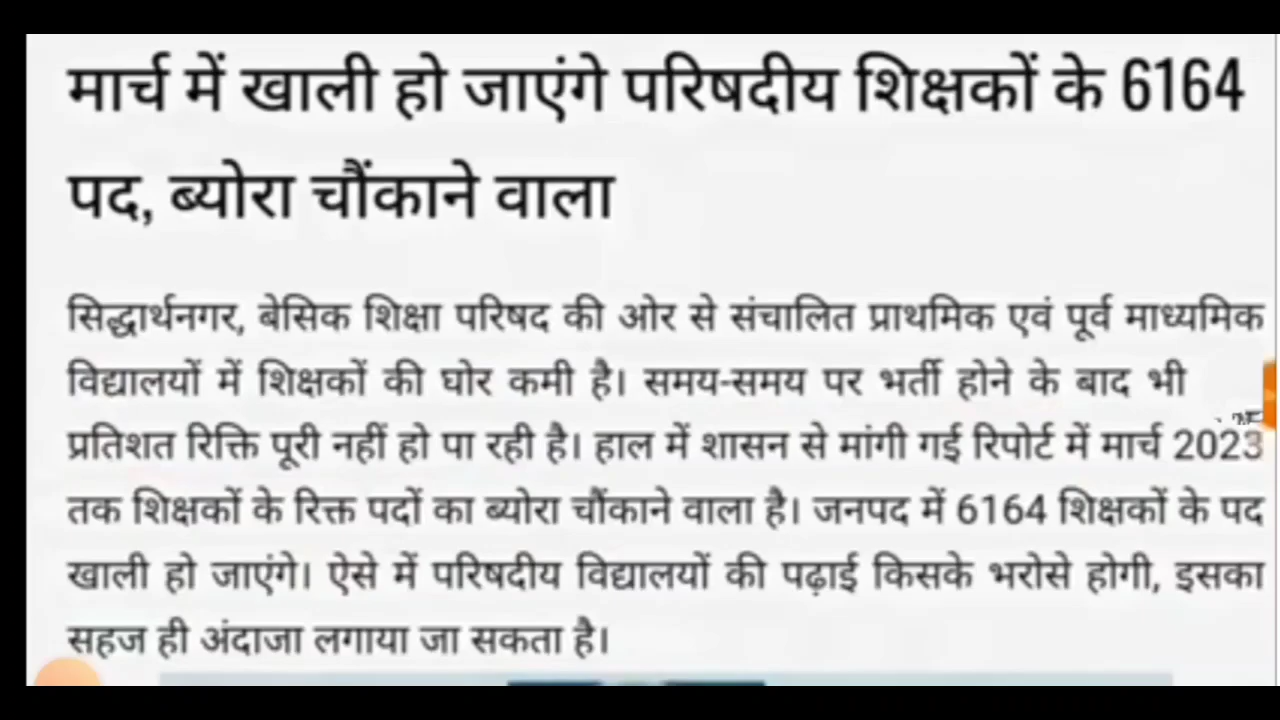 मार्च में खाली हो जाएंगे परिषदीय शिक्षकों के 6164
पद, ब्योरा चौंकाने वाला
सिद्धार्थनगर, बेसिक शिक्षा परिषद की ओर से संचालित प्राथमिक एवं पूर्व माध्यमिक
विद्यालयों में शिक्षकों की घोर कमी है। समय-समय पर भर्ती होने के बाद भी
प्रतिशत रिक्ति पूरी नहीं हो पा रही है। हाल में शासन से मांगी गई रिपोर्ट में मार्च 2023
तक शिक्षकों के रिक्त पदों का ब्योरा चौंकाने वाला है। जनपद में 6164 शिक्षकों के पद
खाली हो जाएंगे। ऐसे में परिषदीय विद्यालयों की पढ़ाई किसके भरोसे होगी, इसका
सहज ही अंदाजा लगाया जा सकता है।